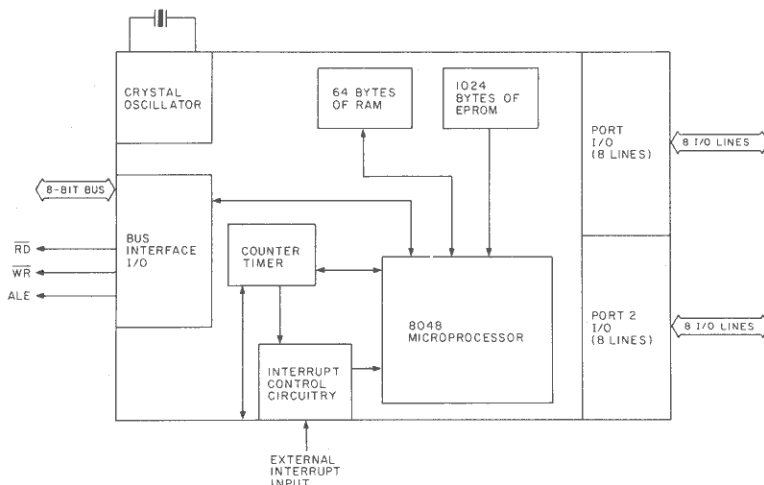 CRYSTAL
OSCILLATOR
64 BYTES
OF RAM
1024
BYTES OF
EPROM
PORT
I/O
(8 LINES)
8 I/O LINES
8-BIT BUS
BUS
INTERFACE
I/O
RD
WR
ALE
COUNTER
TIMER
8048
MICROPROCESSOR
PORT 2
I/O
(8 LINES)
8 I/O LINES
INTERRUPT
CONTROL
CIRCUITRY
EXTERNAL
INTERRUPT
INPUT